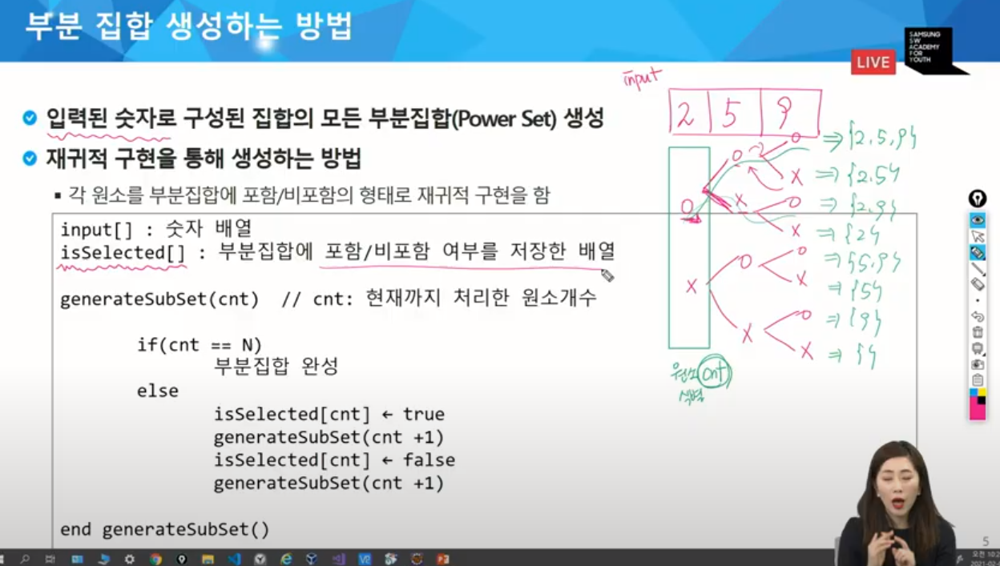 부분 집합 생성하는 방법
SAMSUNG
SW
ACADEMY
FOR
YOUTH
LIVE
input
2 5 9
입력된 숫자로 구성된 집합의 모든 부분집합(Power Set) 생성
재귀적 구현을 통해 생성하는 방법
▪ 각 원소를 부분집합에 포함/비포함의 형태로 재귀적 구현을 함
input[] : 숫자 배열
isSelected[] : 부분집합에 포함/비포함 여부를 저장한 배열
generateSubSet(cnt) // cnt: 현재까지 처리한 원소개수
if(cnt == N)
부분집합 완성
else
isSelected[cnt] ← true
generateSubSet(cnt +1)
isSelected[cnt] ← false
generateSubSet(cnt +1)
end generateSubSet()
O O O ⇒ {2,5,9}
X ⇒ {2,5}
X O ⇒ {2,9}
X ⇒ {2}
X O O ⇒ {5,9}
X ⇒ {5}
X O ⇒ {9}
X ⇒ { }
원소 cnt
식별
5
오전 10:2